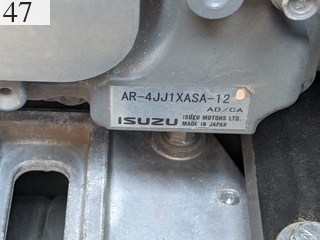 47
AR-4JJ1XASA-12
AD/CA
ISUZU ISUZU MOTORS LTD.
MADE IN JAPAN